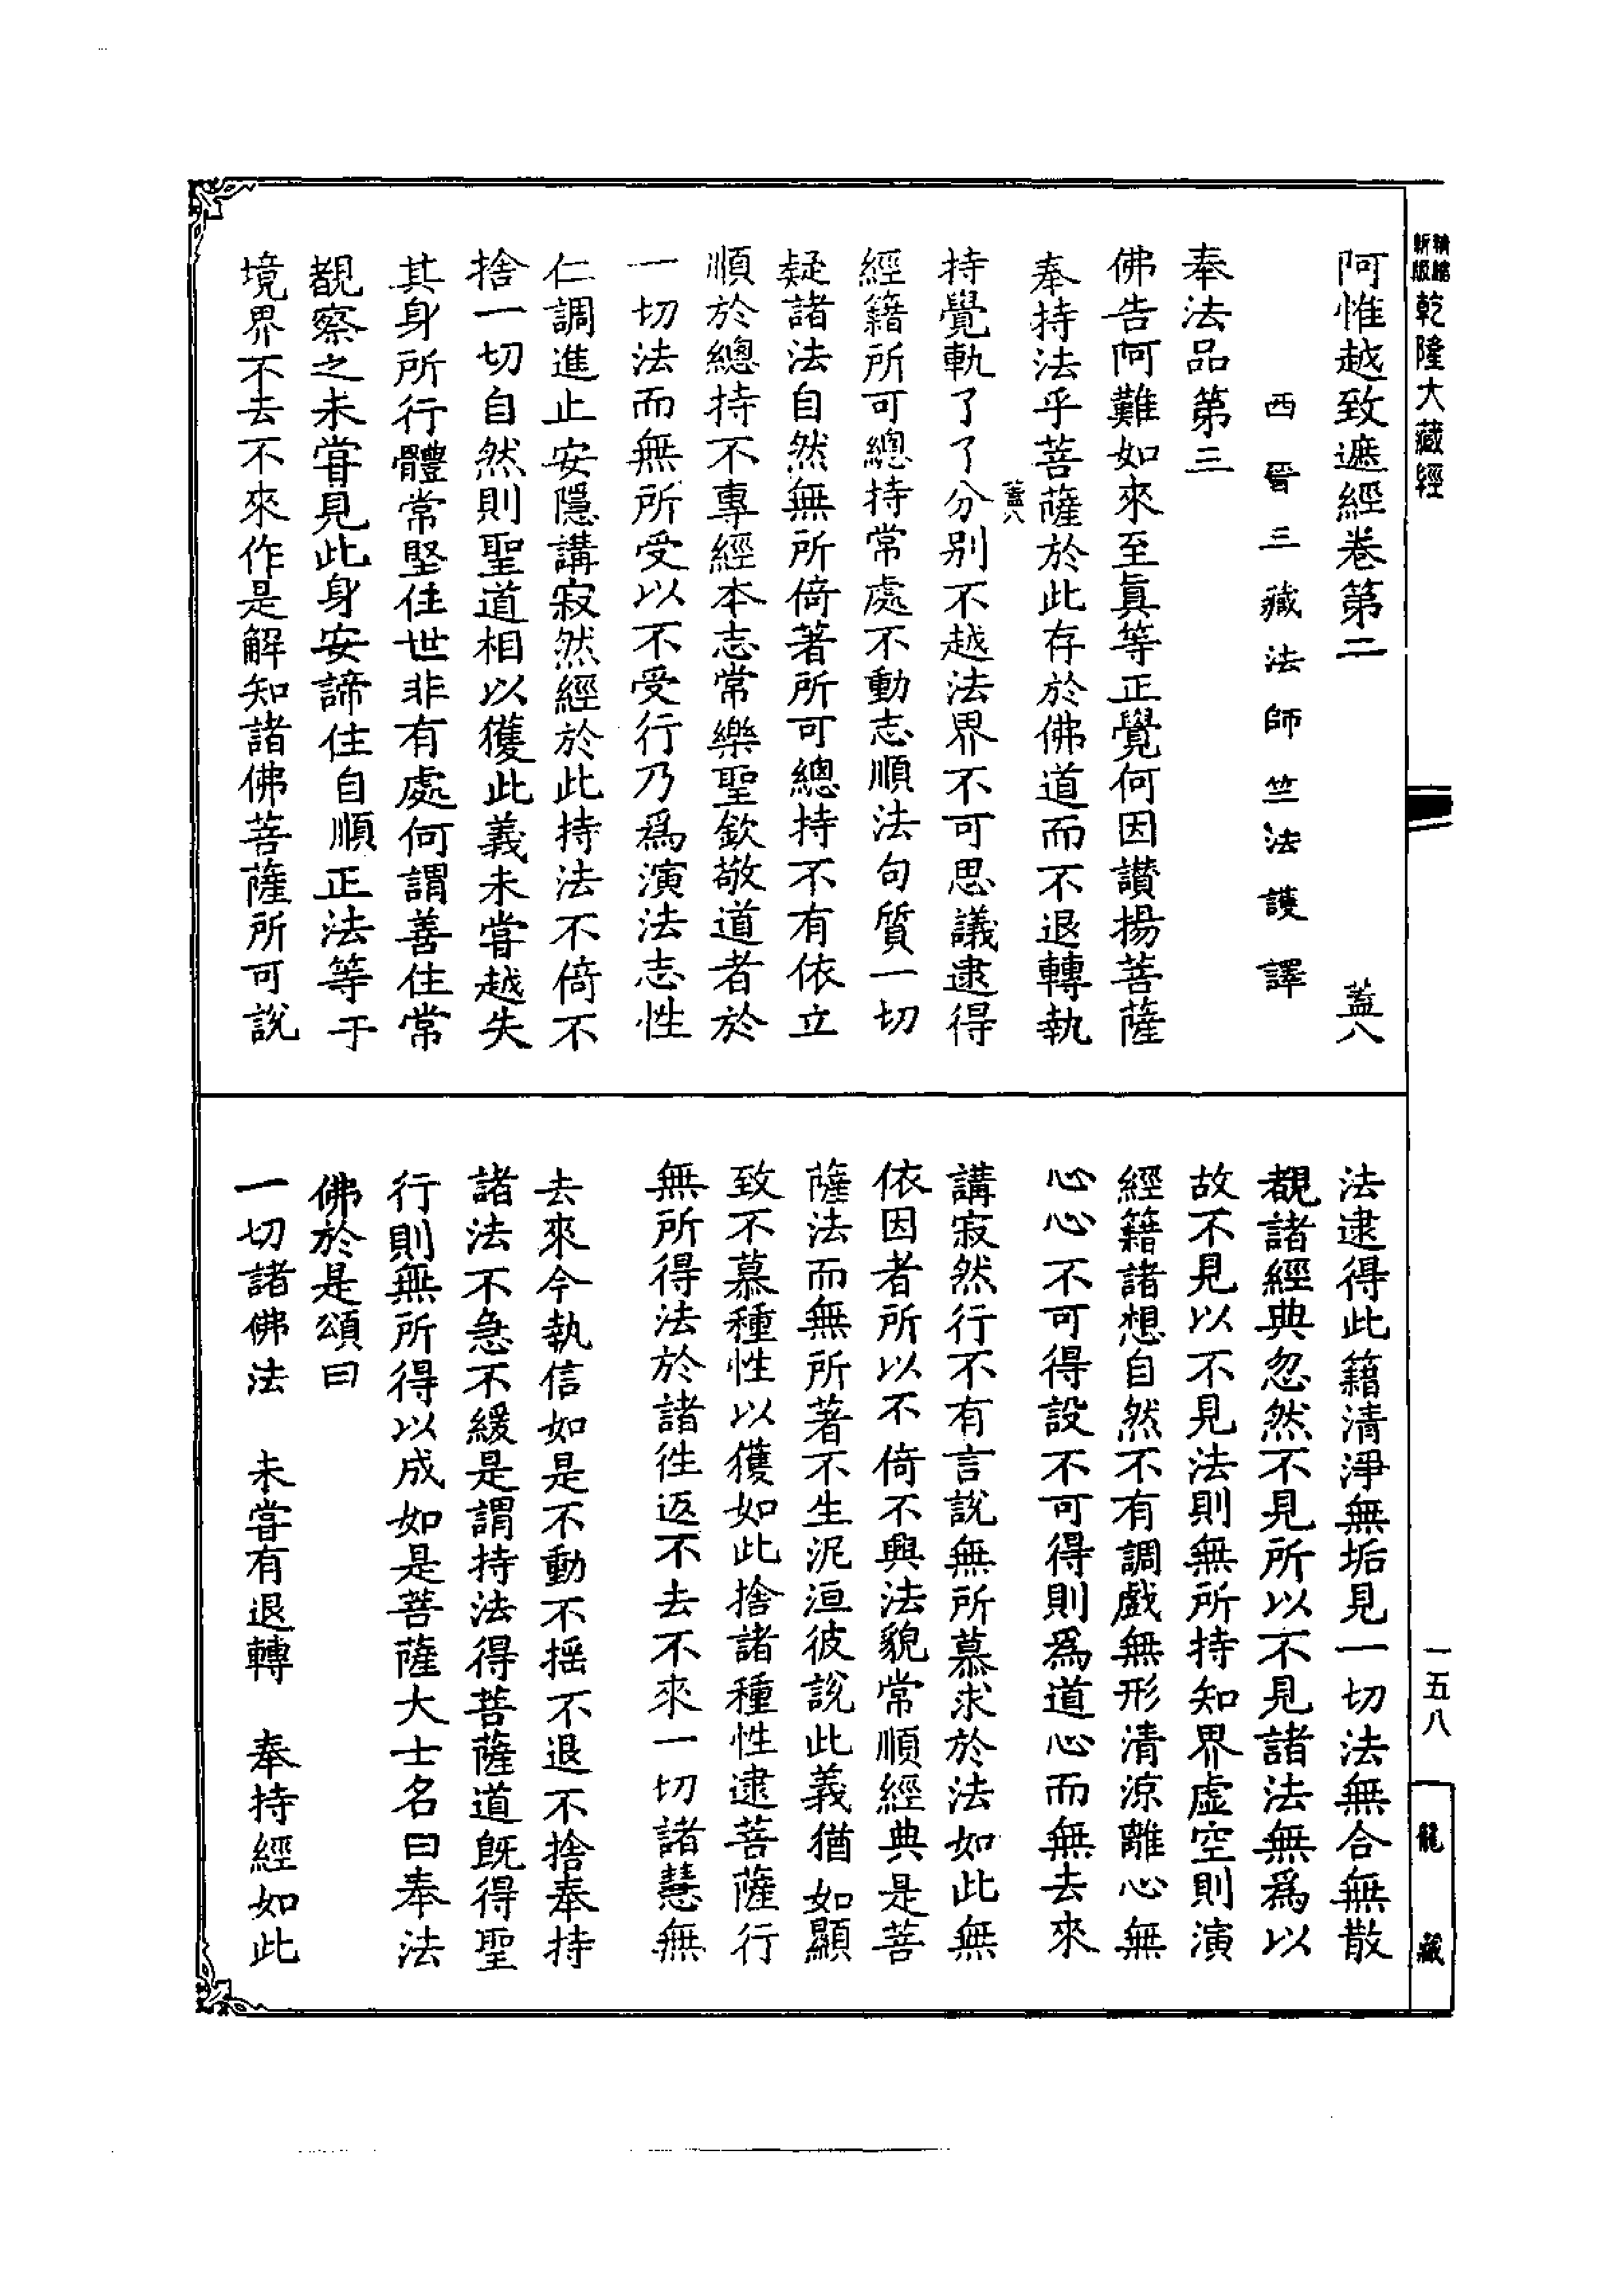 精縮
新版
乾隆大藏經
阿惟越致遮經卷第二 蓋八
西晉三藏法師竺法護譯
奉法品第三
佛告阿難如來至眞等正覺何因讚揚菩薩
奉持法乎菩薩於此存於佛道而不退轉執
蓋八
持覺軌了了分別不越法界不可思議逮得
經籍所可總持常處不動志順法句質一切
疑諸法自然無所倚著所可總持不有依立
順於總持不專經本志常樂聖欽敬道者於
一切法而無所受以不受行乃爲演法志性
仁調進止安隱講寂然經於此持法不倚不
捨一切自然則聖道相以獲此義未甞越失
其身所行體常堅住世非有處何謂善住常
覩察之未甞見此身安諦住自順正法等于
境界不去不來作是解知諸佛菩薩所可說
法逮得此籍清淨無垢見一切法無合無散
覩諸經典忽然不見所以不見諸法無爲以
故不見以不見法則無所持知界虛空則演
經籍諸想自然不有調戲無形清涼離心無
心心不可得設不可得則爲道心而無去來
講寂然行不有言說無所慕求於法如此無
依因者所以不倚不興法貌常順經典是菩
薩法而無所著不生泥洹彼說此義猶如顯
致不慕種性以獲如此捨諸種性逮菩薩行
無所得法於諸徃返不去不來一切諸慧無
去來今執信如是不動不摇不退不捨奉持
諸法不急不緩是謂持法得菩薩道旣得聖
行則無所得以成如是菩薩大士名曰奉法
佛於是頌曰
一切諸佛法 未甞有退轉 奉持經如此
一五八
龍藏